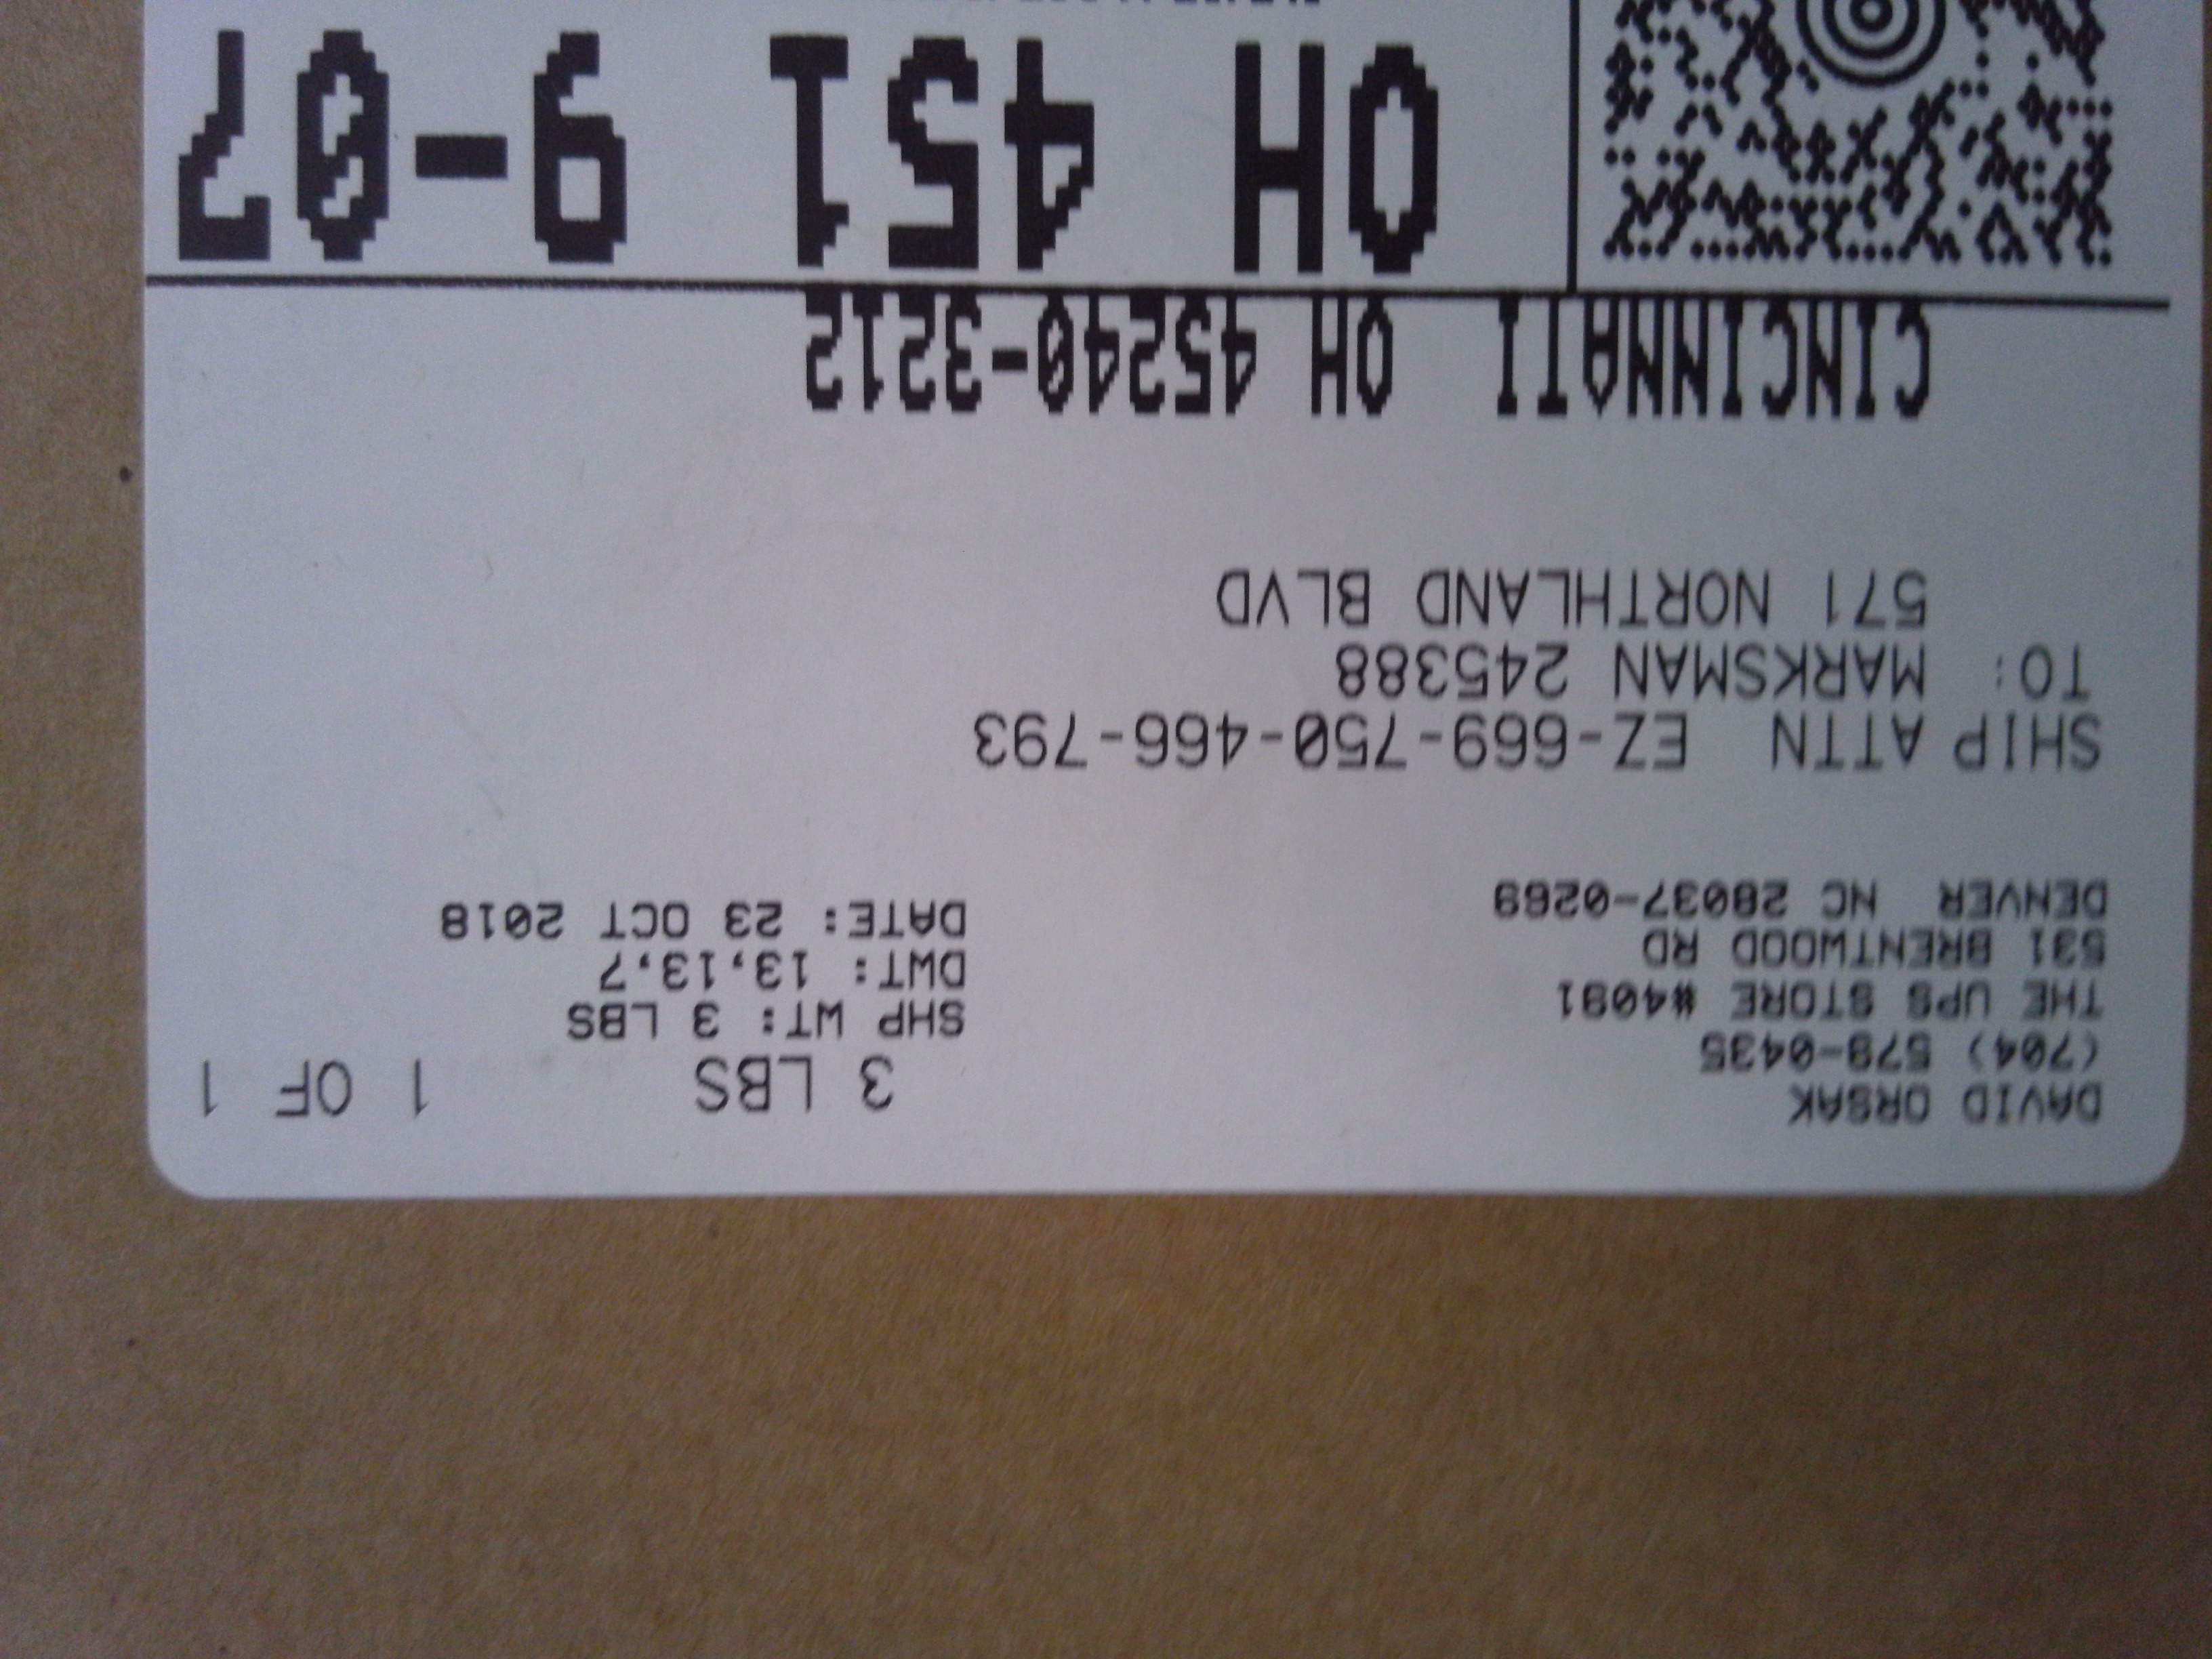 DAVID ORSAK
(704) 579-0435
THE UPS STORE #4091
531 BRENTWOOD RD
DENVER NC 28037-0269
3 LBS
1 OF 1
SHP WT: 3 LBS
DWT: 13,13,7
DATE: 23 OCT 2018
SHIP ATTN EZ-669-750-466-793
TO: MARKSMAN 245388
571 NORTHLAND BLVD
CINCINNATI OH 45240-3212
OH 451 9-07